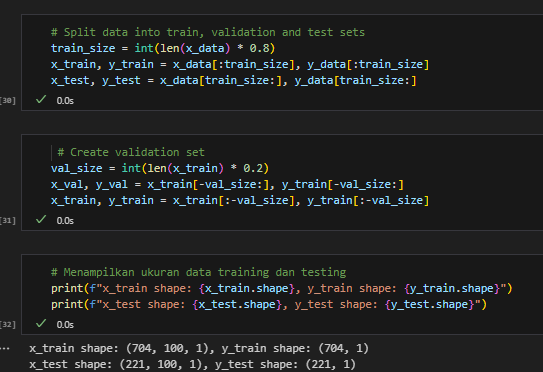 # Split data into train, validation and test sets
train_size = int(len(x_data) * 0.8)
x_train, y_train = x_data[:train_size], y_data[:train_size]
x_test, y_test = x_data[train_size:], y_data[train_size:]
[30]
✓ 0.0s
# Create validation set
val_size = int(len(x_train) * 0.2)
x_val, y_val = x_train[-val_size:], y_train[-val_size:]
x_train, y_train = x_train[:-val_size], y_train[:-val_size]
[31]
✓ 0.0s
# Menampilkan ukuran data training dan testing
print(f"x_train shape: {x_train.shape}, y_train shape: {y_train.shape}")
print(f"x_test shape: {x_test.shape}, y_test shape: {y_test.shape}")
[32]
✓ 0.0s
... x_train shape: (704, 100, 1), y_train shape: (704, 1)
x_test shape: (221, 100, 1), y_test shape: (221, 1)